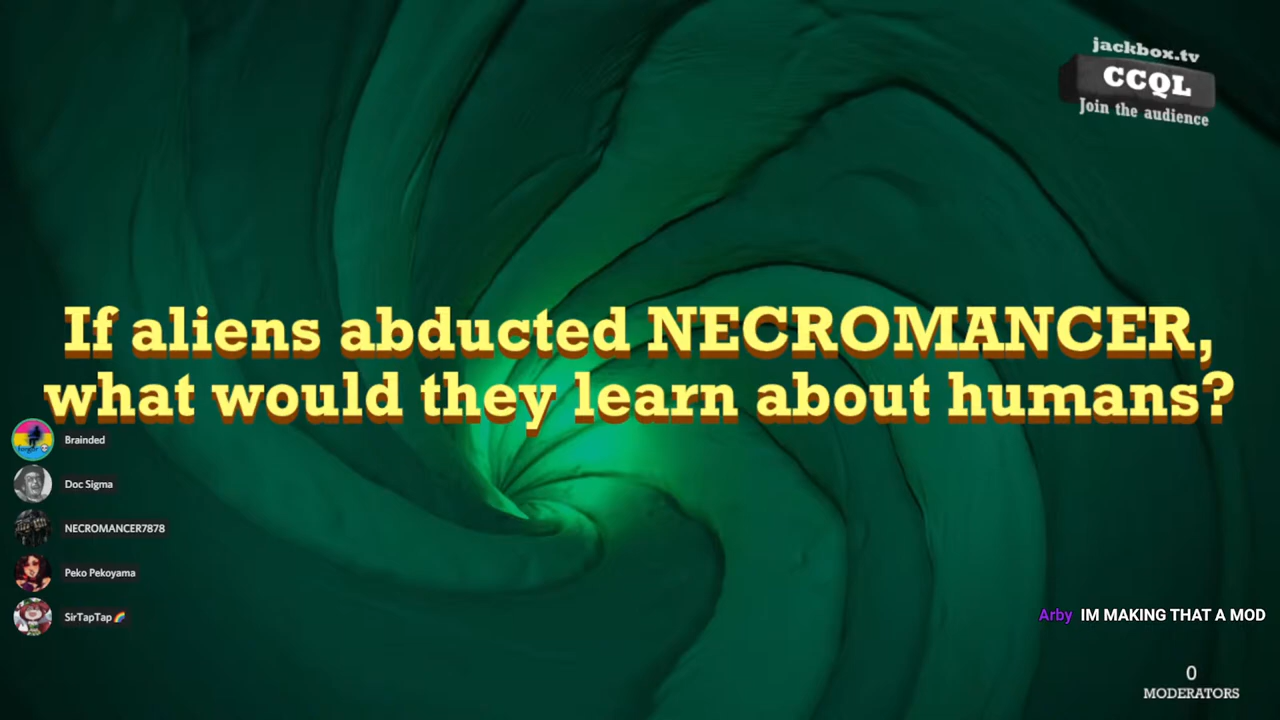 jackbox.tv
CCQL
Join the audience
If aliens abducted NECROMANCER,
what would they learn about humans?
Brainded
Doc Sigma
NECROMANCER7878
Peko Pekoyama
SirTapTap🌈
Arby IM MAKING THAT A MOD
0
MODERATORS